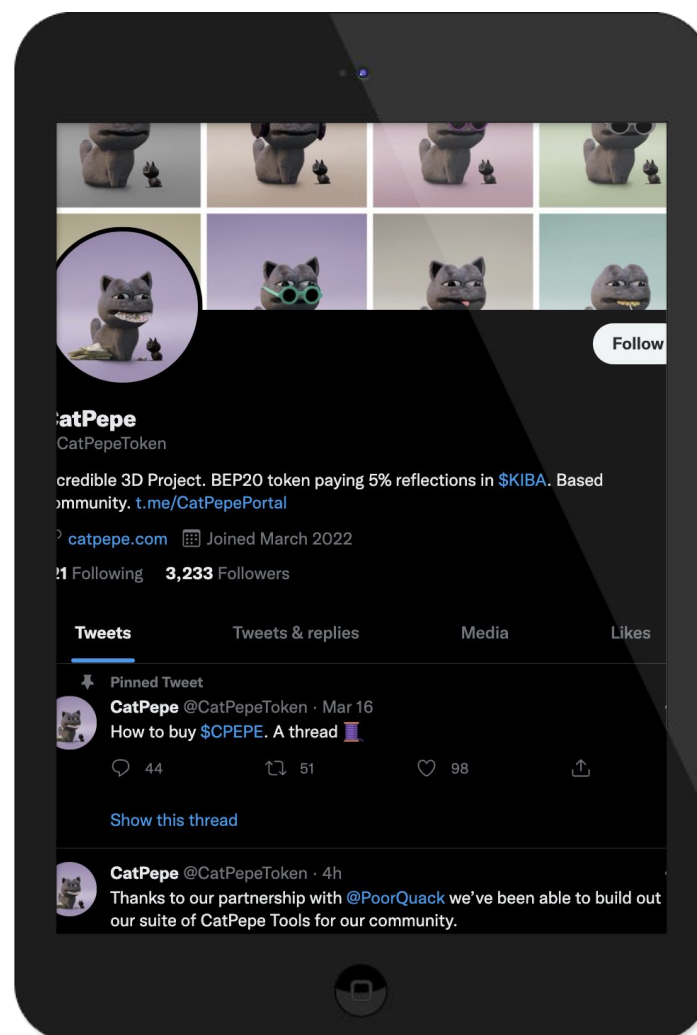 Follow
CatPepe
CatPepeToken
credible 3D Project. BEP20 token paying 5% reflections in $KIBA. Based
ommunity. t.me/CatPepePortal
catpepe.com Joined March 2022
21 Following 3,233 Followers
Tweets Tweets & replies Media Likes
Pinned Tweet
CatPepe @CatPepeToken · Mar 16
How to buy $CPEPE. A thread 🧵
44 51 98
Show this thread
CatPepe @CatPepeToken · 4h
Thanks to our partnership with @PoorQuack we've been able to build out
our suite of CatPepe Tools for our community.